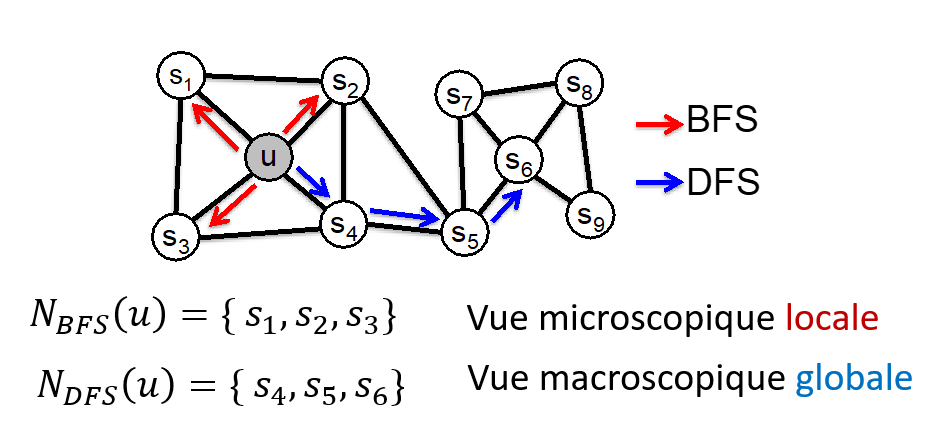 s₁
s₂
s₇
s₈
BFS
u
s₆
DFS
s₃
s₄
s₅
s₉
N_BFS(u) = { s₁, s₂, s₃}
Vue microscopique locale
N_DFS(u) = { s₄, s₅, s₆}
Vue macroscopique globale